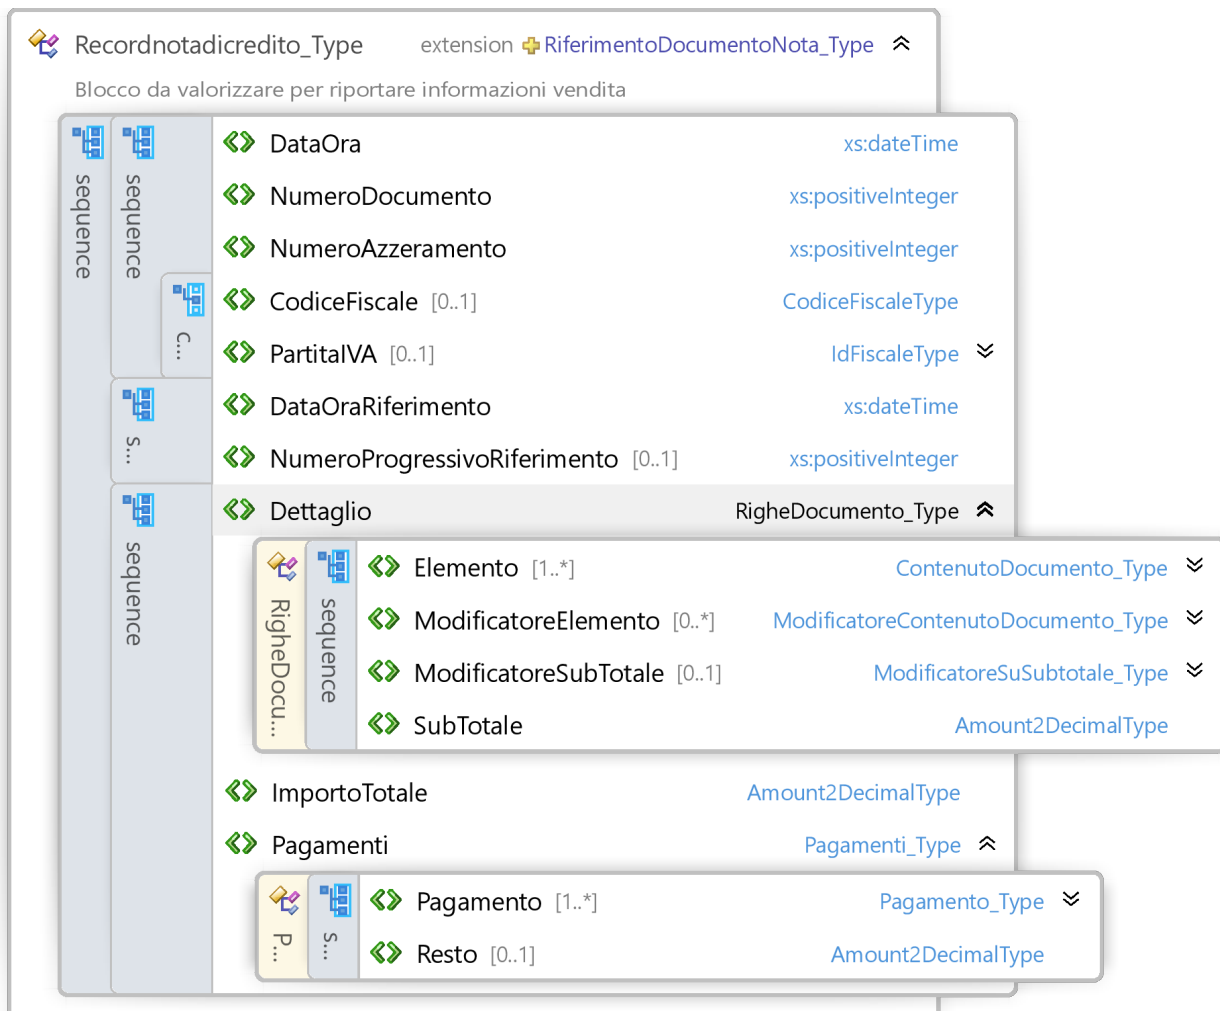 Recordnotadicredito_Type extension RiferimentoDocumentoNota_Type
Blocco da valorizzare per riportare informazioni vendita
sequence
sequence
DataOra xs:dateTime
NumeroDocumento xs:positiveInteger
NumeroAzzeramento xs:positiveInteger
c...
CodiceFiscale [0..1] CodiceFiscaleType
PartitaIVA [0..1] IdFiscaleType
s...
DataOraRiferimento xs:dateTime
NumeroProgressivoRiferimento [0..1] xs:positiveInteger
sequence
Dettaglio RigheDocumento_Type
RigheDocu...
sequence
Elemento [1..*] ContenutoDocumento_Type
ModificatoreElemento [0..*] ModificatoreContenutoDocumento_Type
ModificatoreSubTotale [0..1] ModificatoreSuSubtotale_Type
SubTotale Amount2DecimalType
ImportoTotale Amount2DecimalType
Pagamenti Pagamenti_Type
P...
s...
Pagamento [1..*] Pagamento_Type
Resto [0..1] Amount2DecimalType